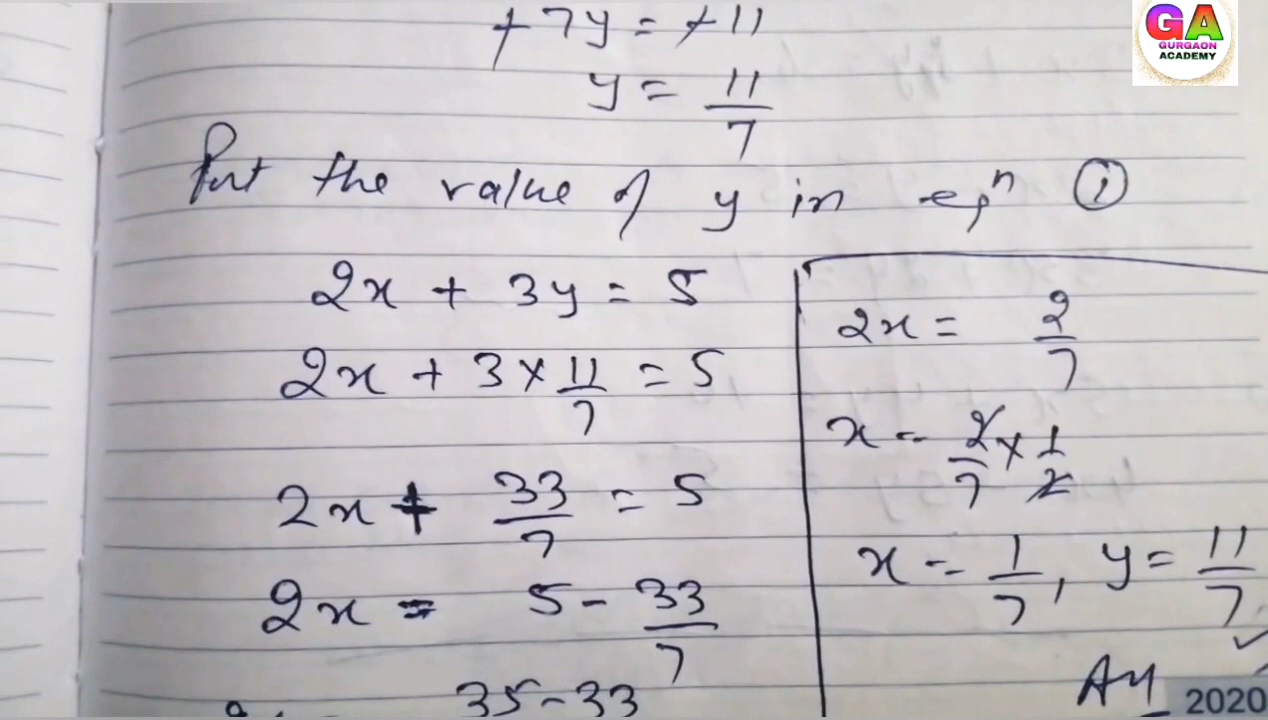 +7y = +11
y = 11/7
Put the value of y in eqⁿ ①
2x + 3y = 5
2x + 3 × 11/7 = 5
2x + 33/7 = 5
2x = 5 - 33/7
35-33
2x = 2/7
x = 2/7 × 1/2
x = 1/7, y = 11/7
GA
GURGAON
ACADEMY
2020